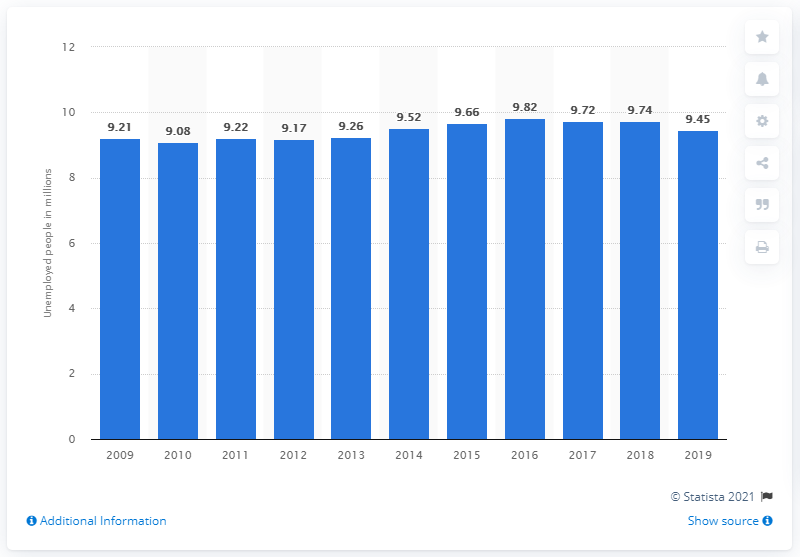 12
10
8
6
4
2
0
Unemployed people in millions
9.21 9.08 9.22 9.17 9.26 9.52 9.66 9.82 9.72 9.74 9.45
2009 2010 2011 2012 2013 2014 2015 2016 2017 2018 2019
© Statista 2021
Additional Information Show source